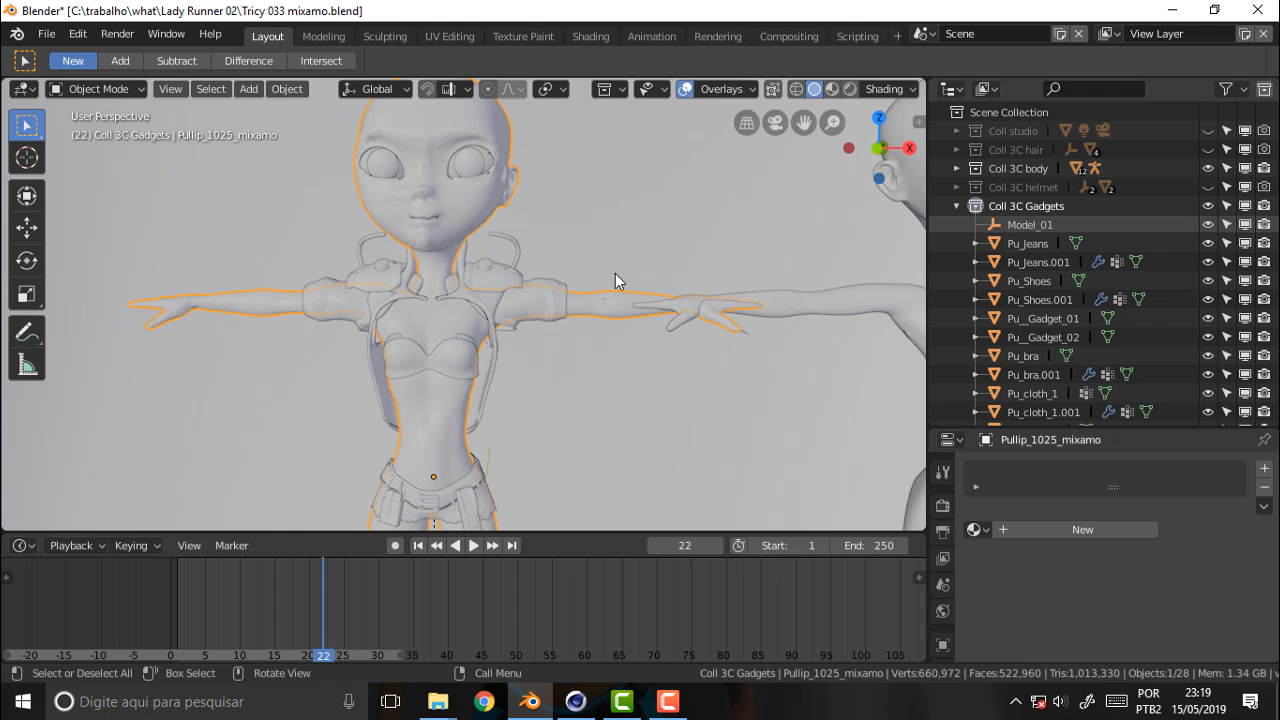 Blender* [C:\trabalho\what\Lady Runner 02\Tricy 033 mixamo.blend]
File Edit Render Window Help Layout Modeling Sculpting UV Editing Texture Paint Shading Animation Rendering Compositing Scripting + Scene View Layer
New Add Subtract Difference Intersect
Object Mode View Select Add Object Global Overlays Shading
User Perspective
(22) Coll 3C Gadgets | Pullip_1025_mixamo
Z
X
Scene Collection
Coll studio
Coll 3C hair 4
Coll 3C body 12
Coll 3C helmet 2 2
Coll 3C Gadgets
Model_01
Pu_Jeans
Pu_Jeans.001
Pu_Shoes
Pu_Shoes.001
Pu__Gadget_01
Pu__Gadget_02
Pu_bra
Pu_bra.001
Pu_cloth_1
Pu_cloth_1.001
Pullip_1025_mixamo
New
Playback Keying View Marker 22 Start: 1 End: 250
-20 -15 -10 -5 0 5 10 15 20 22 25 30 35 40 45 50 55 60 65 70 75 80 85 90 95 100 105
Select or Deselect All Box Select Rotate View Call Menu Coll 3C Gadgets | Pullip_1025_mixamo | Verts:660,972 | Faces:522,960 | Tris:1,013,330 | Objects:1/28 | Mem: 1.34 GB
Digite aqui para pesquisar
POR
PTB2
23:19
15/05/2019